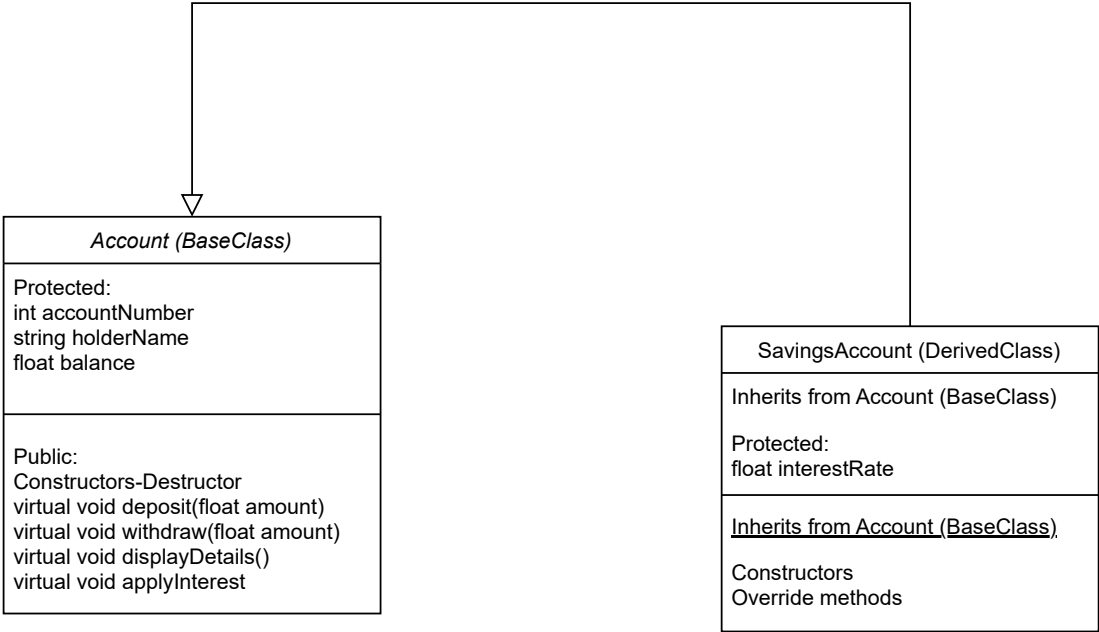 Account (BaseClass)
Protected:
int accountNumber
string holderName
float balance
Public:
Constructors-Destructor
virtual void deposit(float amount)
virtual void withdraw(float amount)
virtual void displayDetails()
virtual void applyInterest
SavingsAccount (DerivedClass)
Inherits from Account (BaseClass)
Protected:
float interestRate
Inherits from Account (BaseClass)
Constructors
Override methods